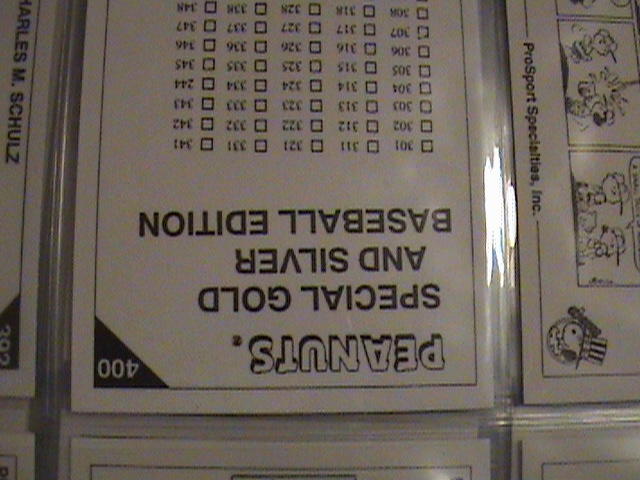 PEANUTS.®
400
SPECIAL GOLD
AND SILVER
BASEBALL EDITION
301 311 321 331 341
302 312 322 332 342
303 313 323 333 343
304 314 324 334 244
305 315 325 335 345
306 316 326 336 346
307 317 327 337 347
308 318 328 338 348
CHARLES M. SCHULZ
392
ProSport Specialties, Inc.